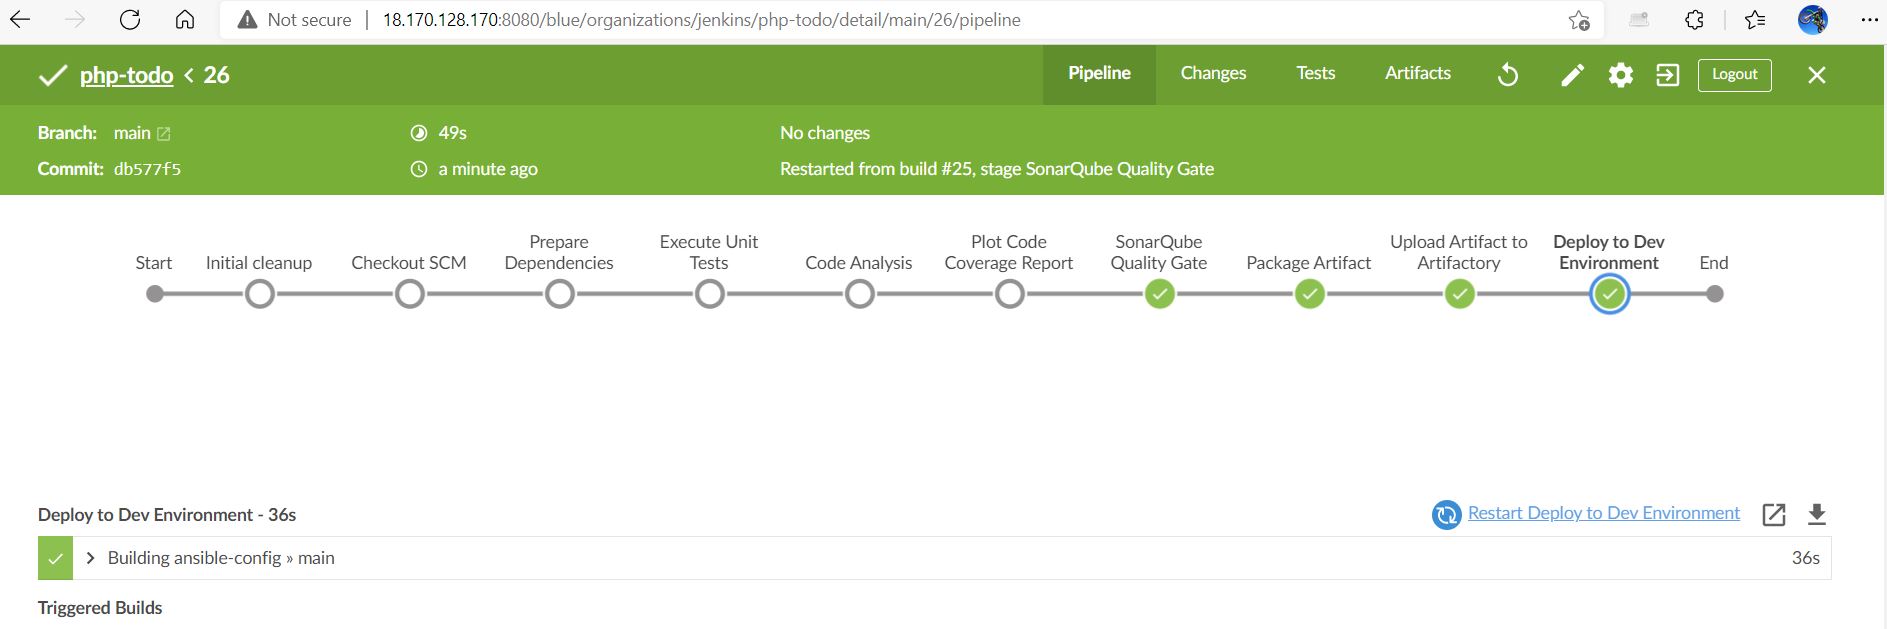 Not secure | 18.170.128.170:8080/blue/organizations/jenkins/php-todo/detail/main/26/pipeline
php-todo < 26 Pipeline Changes Tests Artifacts Logout
Branch: main 49s No changes
Commit: db577f5 a minute ago Restarted from build #25, stage SonarQube Quality Gate
Start
Initial cleanup
Checkout SCM
Prepare
Dependencies
Execute Unit
Tests
Code Analysis
Plot Code
Coverage Report
SonarQube
Quality Gate
Package Artifact
Upload Artifact to
Artifactory
Deploy to Dev
Environment
End
Deploy to Dev Environment - 36s Restart Deploy to Dev Environment
Building ansible-config » main 36s
Triggered Builds